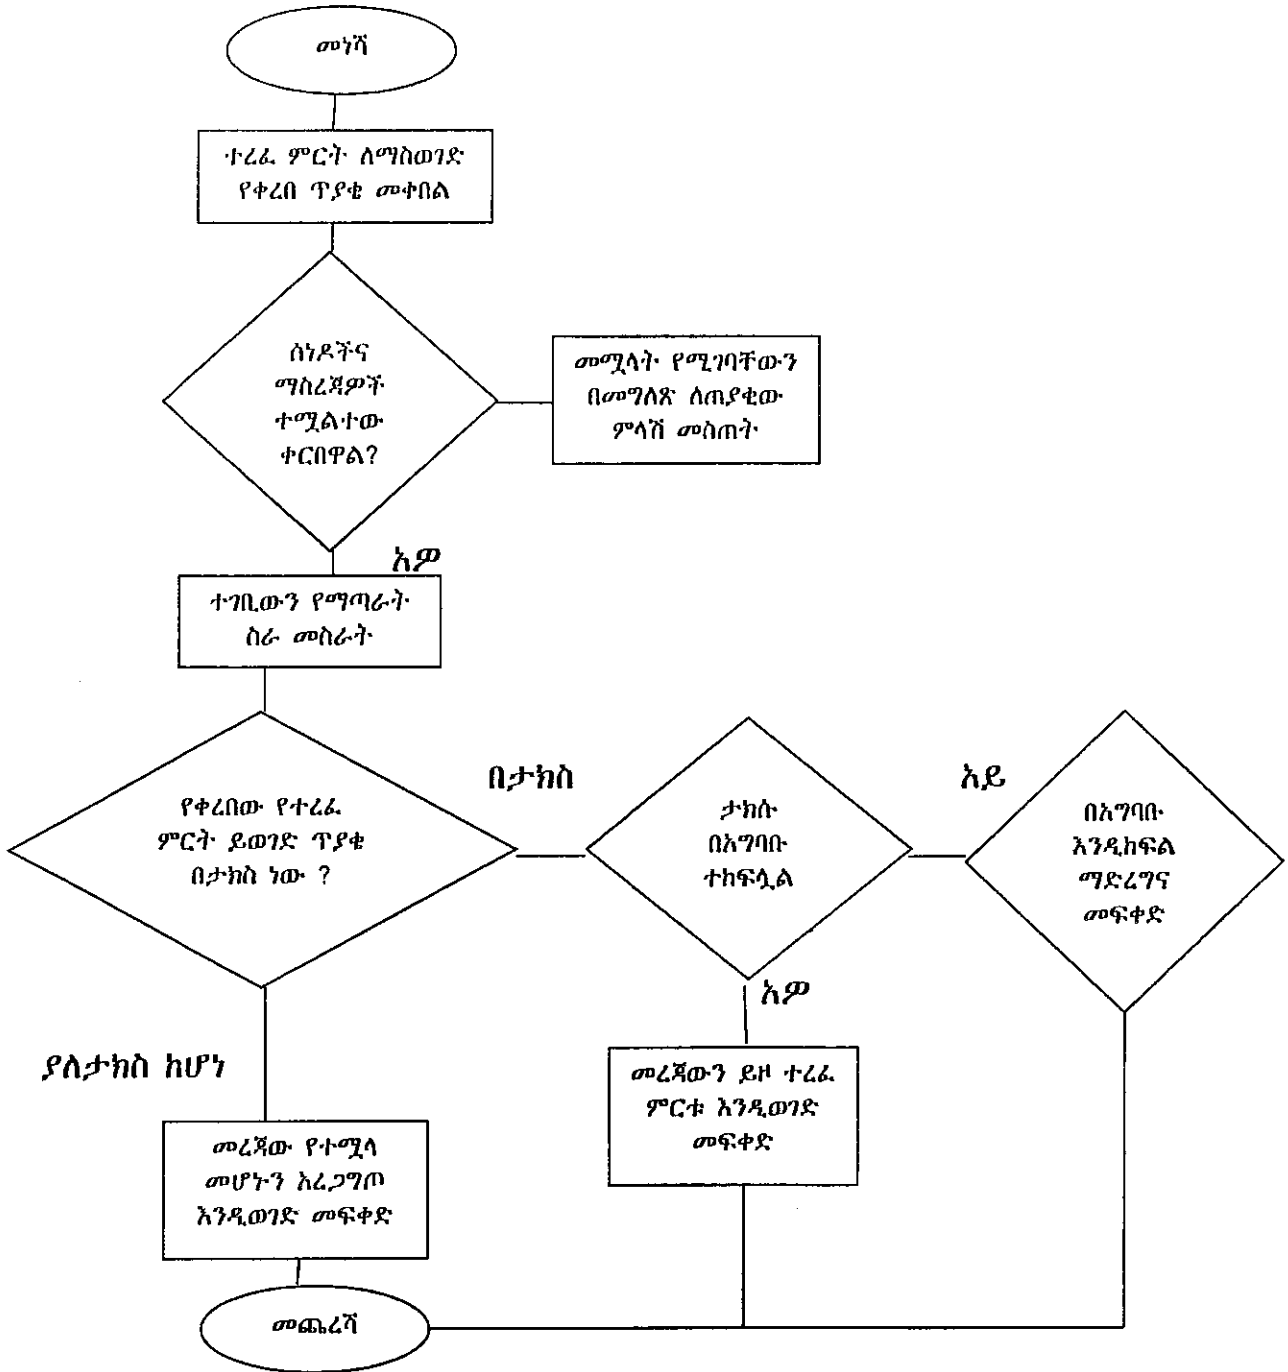 መነሻ
ተረፈ ምርት ለማስወገድ
የቀረበ ጥያቄ መቀበል
ሰነዶችና
ማስረጃዎች
ተሟልተው
ቀርበዋል?
መሟላት የሚገባቸውን
በመግለጽ ለጠያቂው
ምላሽ መስጠት
አዎ
ተገቢውን የማጣራት
ስራ መስራት
የቀረበው የተረፈ
ምርት ይወገድ ጥያቄ
በታክስ ነው ?
በታክስ
ታክሱ
በአግባቡ
ተከፍሏል
አይ
በአግባቡ
እንዲከፍል
ማድረግና
መፍቀድ
አዎ
መረጃውን ይዞ ተረፈ
ምርቱ እንዲወገድ
መፍቀድ
ያለታክስ ከሆነ
መረጃው የተሟላ
መሆኑን አረጋግጦ
እንዲወገድ መፍቀድ
መጨረሻ